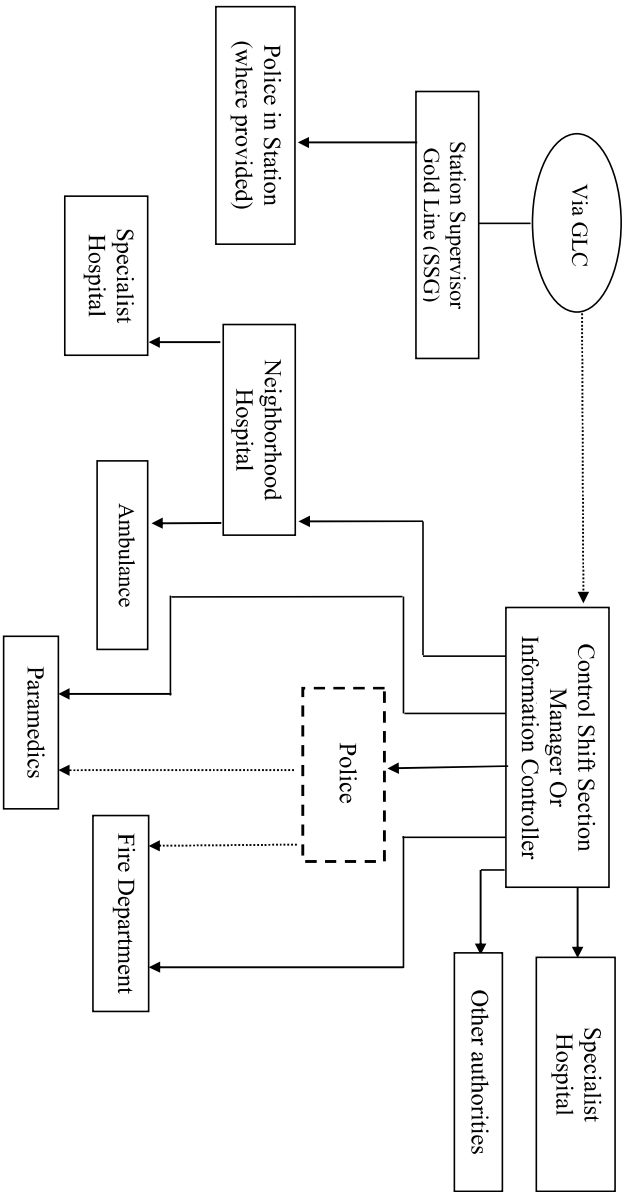 Via GLC
Control Shift Section
Manager Or
Information Controller
Specialist
Hospital
Station Supervisor
Gold Line (SSG)
Other authorities
Police in Station
(where provided)
Neighborhood
Hospital
Police
Specialist
Hospital
Ambulance
Fire Department
Paramedics